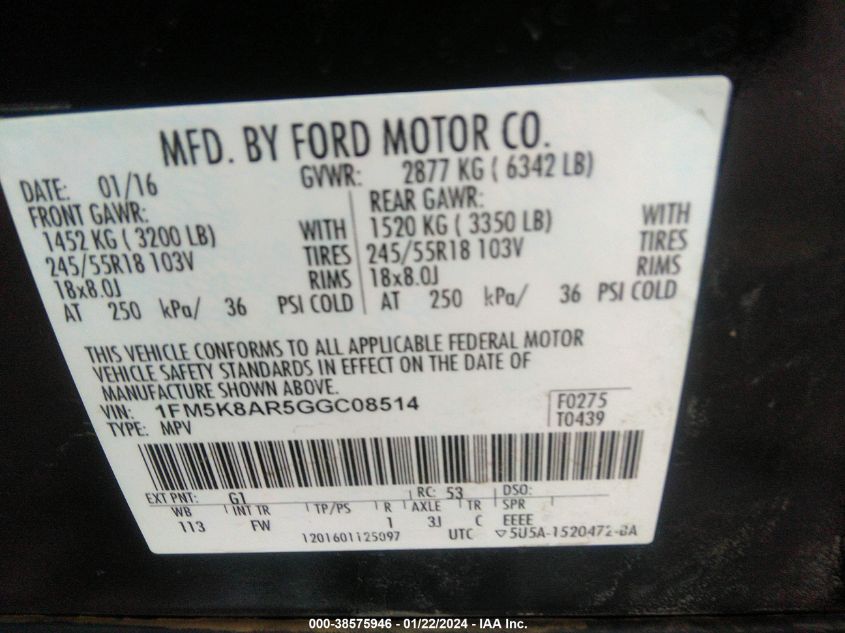 MFD. BY FORD MOTOR CO.
DATE: 01/16 GVWR: 2877 KG ( 6342 LB)
FRONT GAWR: REAR GAWR:
1452 KG ( 3200 LB) WITH 1520 KG ( 3350 LB) WITH
245/55R18 103V TIRES 245/55R18 103V TIRES
18x8.0J RIMS 18x8.0J RIMS
AT 250 kPa/ 36 PSI COLD AT 250 kPa/ 36 PSI COLD
THIS VEHICLE CONFORMS TO ALL APPLICABLE FEDERAL MOTOR
VEHICLE SAFETY STANDARDS IN EFFECT ON THE DATE OF
MANUFACTURE SHOWN ABOVE.
VIN: 1FM5K8AR5GGC08514 F0275
TYPE: MPV T0439
EXT PNT: G1 RC: 53 DSO:
WB INT TR TP/PS R AXLE TR SPR
113 FW 1 3J C EEEE
1201601125097 UTC ▽5U5A-1520472-BA
000-38575946 - 01/22/2024 - IAA Inc.